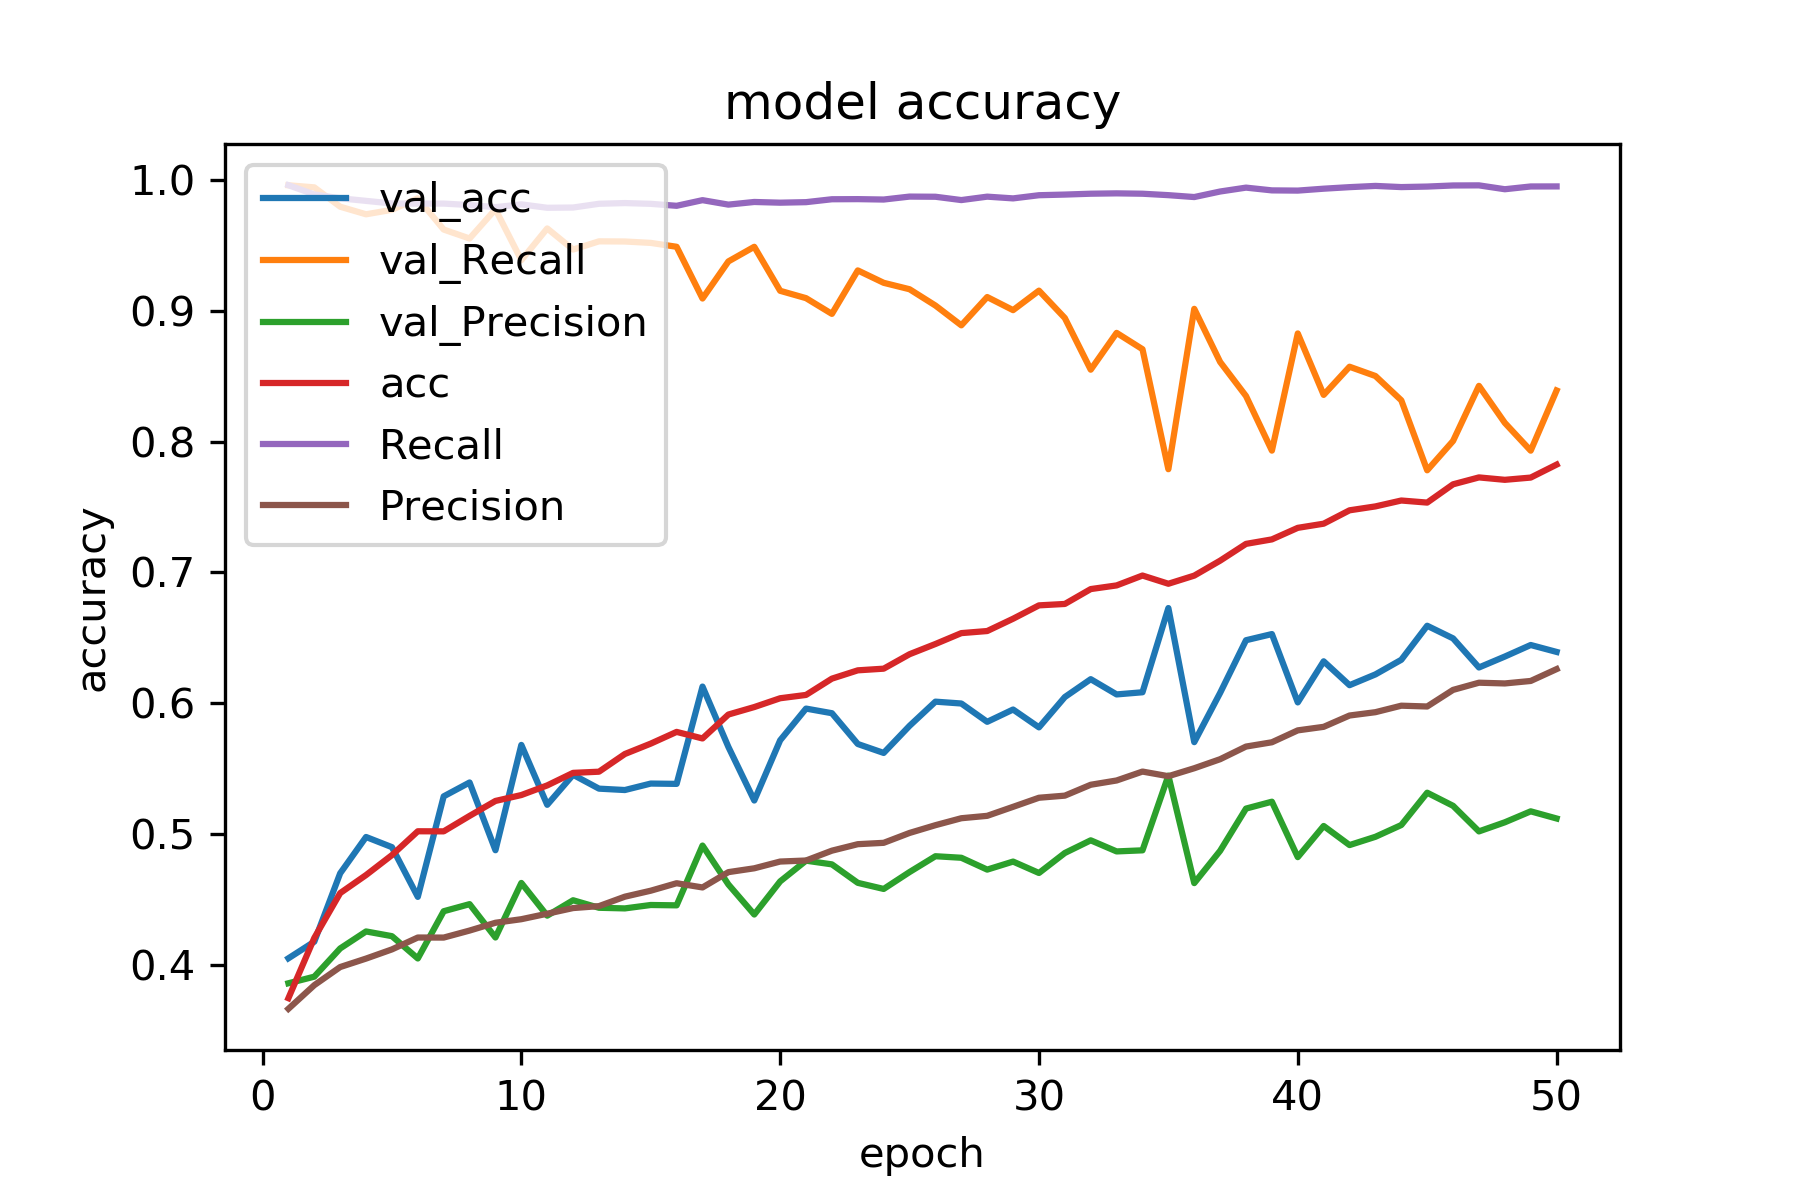 model accuracy
1.0
0.9
0.8
0.7
0.6
0.5
0.4
accuracy
val_acc
val_Recall
val_Precision
acc
Recall
Precision
0 10 20 30 40 50
epoch